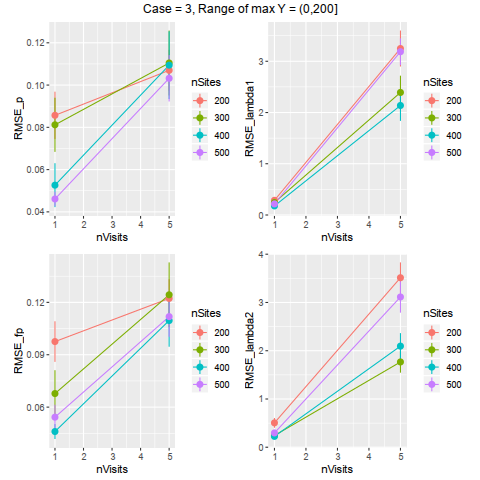 Case = 3, Range of max Y = (0,200]
RMSE_p
0.12
0.10
0.08
0.06
0.04
1 2 3 4 5
nVisits
nSites
200
300
400
500
RMSE_lambda1
3
2
1
0
1 2 3 4 5
nVisits
nSites
200
300
400
500
RMSE_fp
0.12
0.09
0.06
1 2 3 4 5
nVisits
nSites
200
300
400
500
RMSE_lambda2
4
3
2
1
0
1 2 3 4 5
nVisits
nSites
200
300
400
500